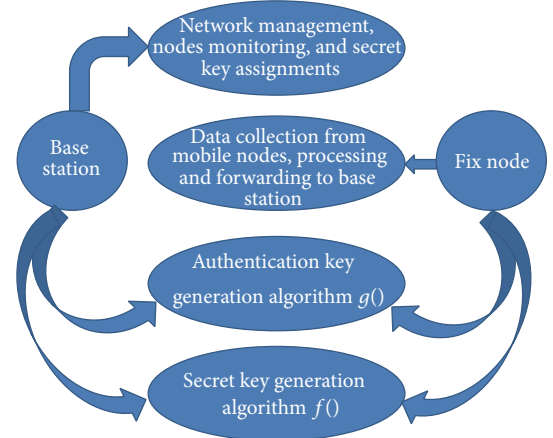 Network management,
nodes monitoring, and secret
key assignments
Base
station
Data collection from
mobile nodes, processing
and forwarding to base
station
Fix node
Authentication key
generation algorithm g()
Secret key generation
algorithm f()